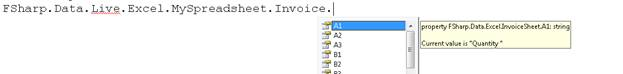 FSharp.Data.Live.Excel.MySpreadsheet.Invoice.
A1
A2
A3
B1
B2
property FSharp.Data.Excel.InvoiceSheet.A1: string
Current value is "Quantity "